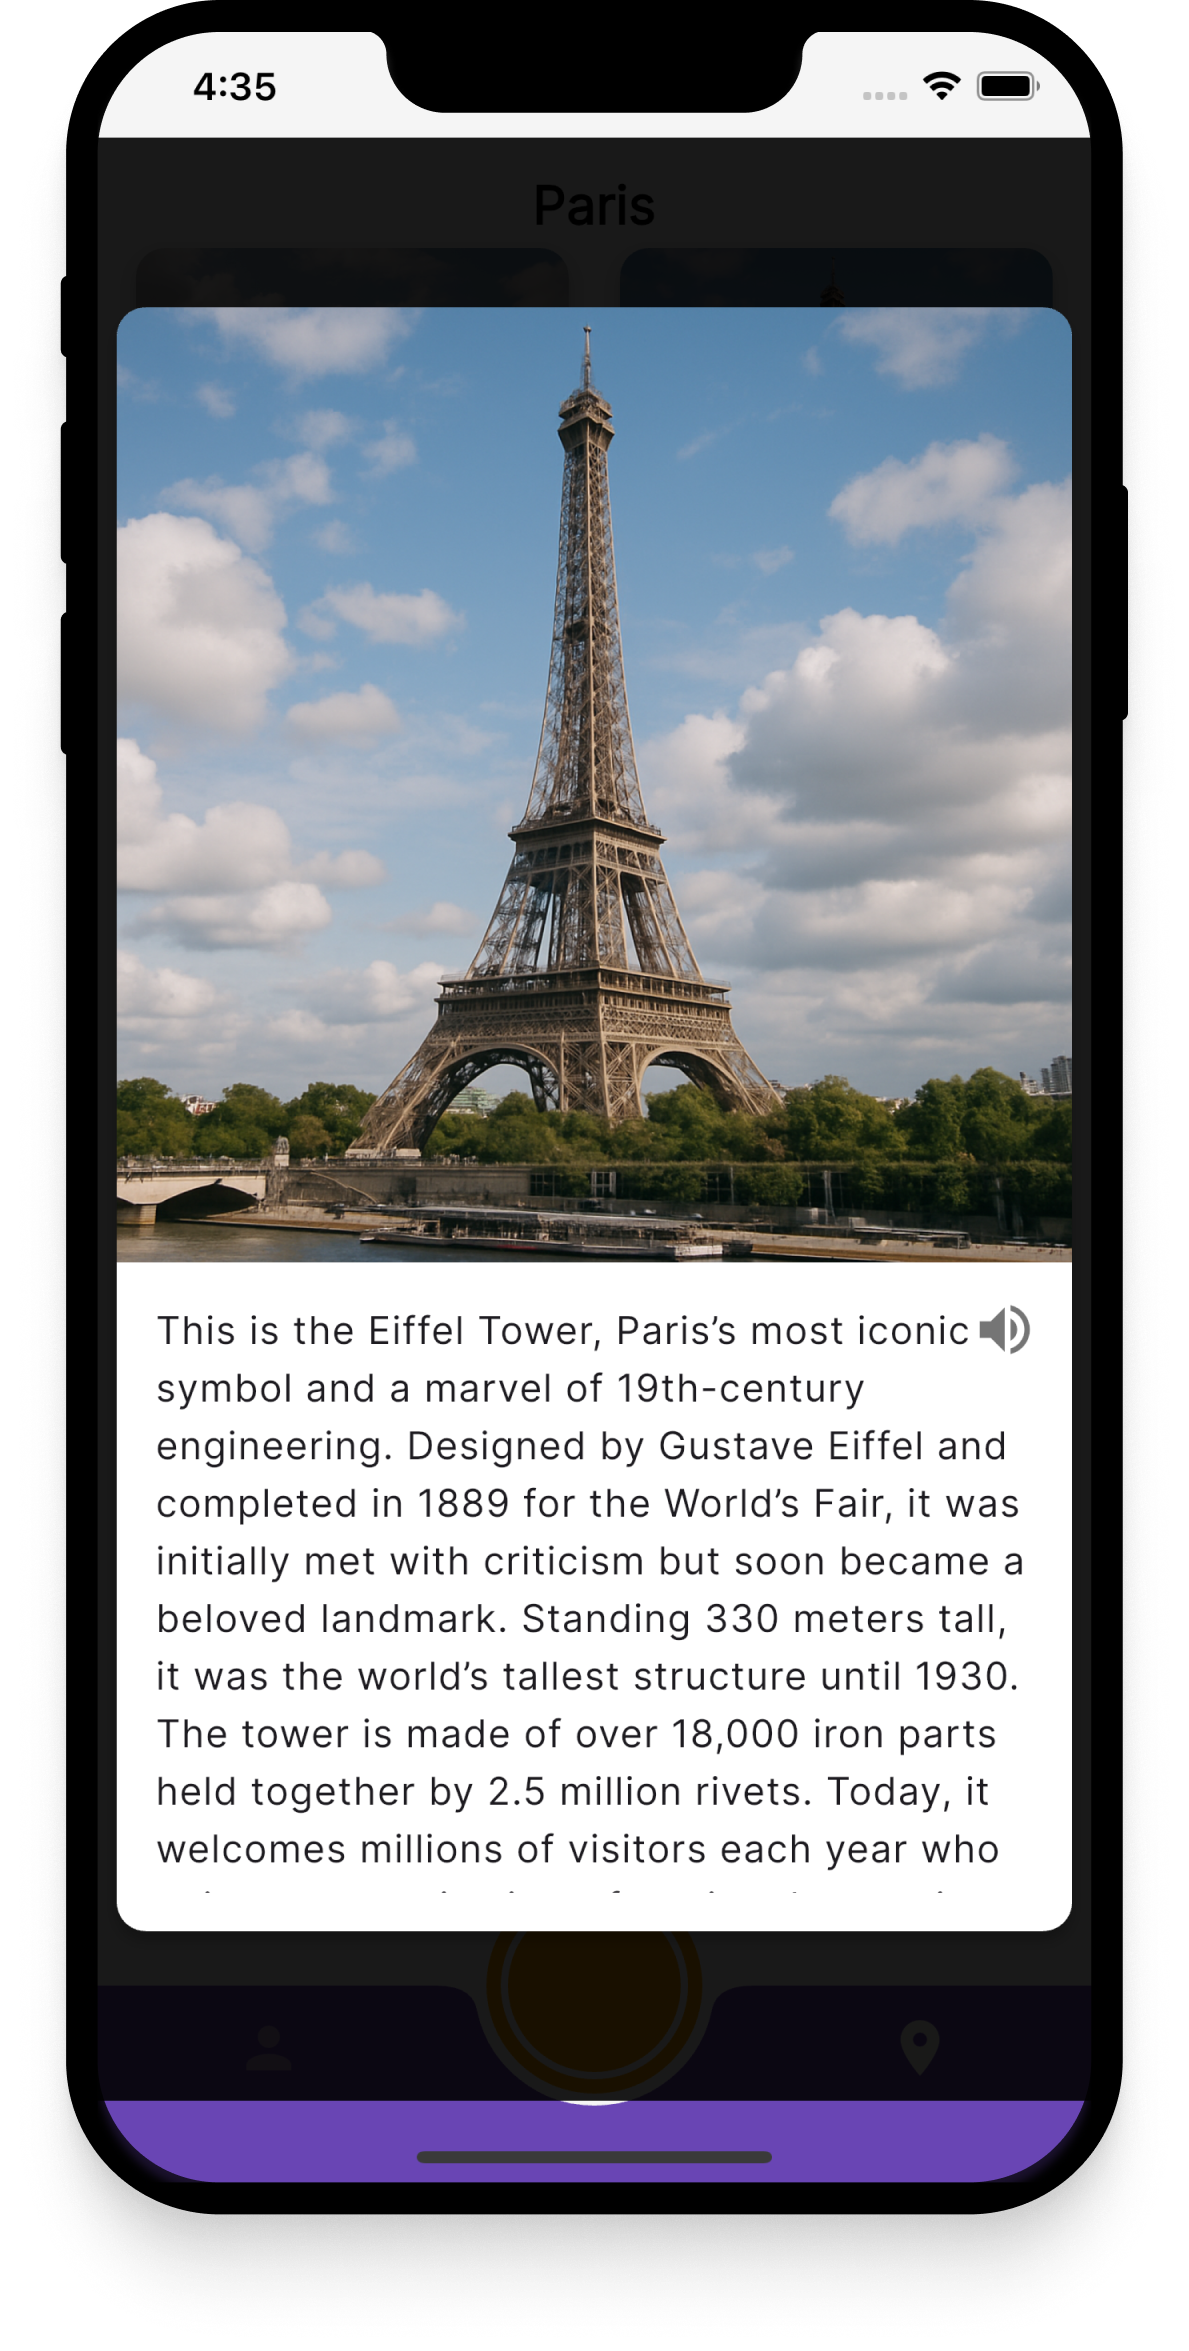 4:35
Paris
This is the Eiffel Tower, Paris’s most iconic
symbol and a marvel of 19th-century
engineering. Designed by Gustave Eiffel and
completed in 1889 for the World’s Fair, it was
initially met with criticism but soon became a
beloved landmark. Standing 330 meters tall,
it was the world’s tallest structure until 1930.
The tower is made of over 18,000 iron parts
held together by 2.5 million rivets. Today, it
welcomes millions of visitors each year who